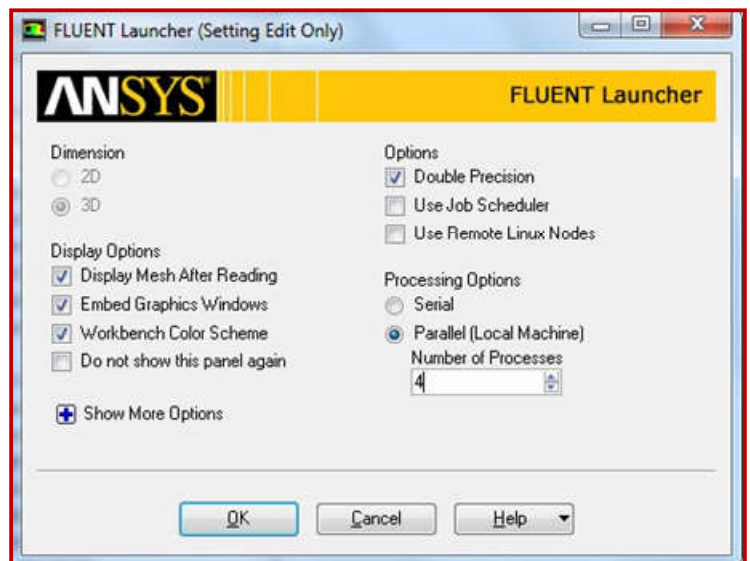 FLUENT Launcher (Setting Edit Only)
ANSYS
FLUENT Launcher
Dimension
2D
3D
Display Options
Display Mesh After Reading
Embed Graphics Windows
Workbench Color Scheme
Do not show this panel again
Show More Options
Options
Double Precision
Use Job Scheduler
Use Remote Linux Nodes
Processing Options
Serial
Parallel (Local Machine)
Number of Processes
4
OK
Cancel
Help